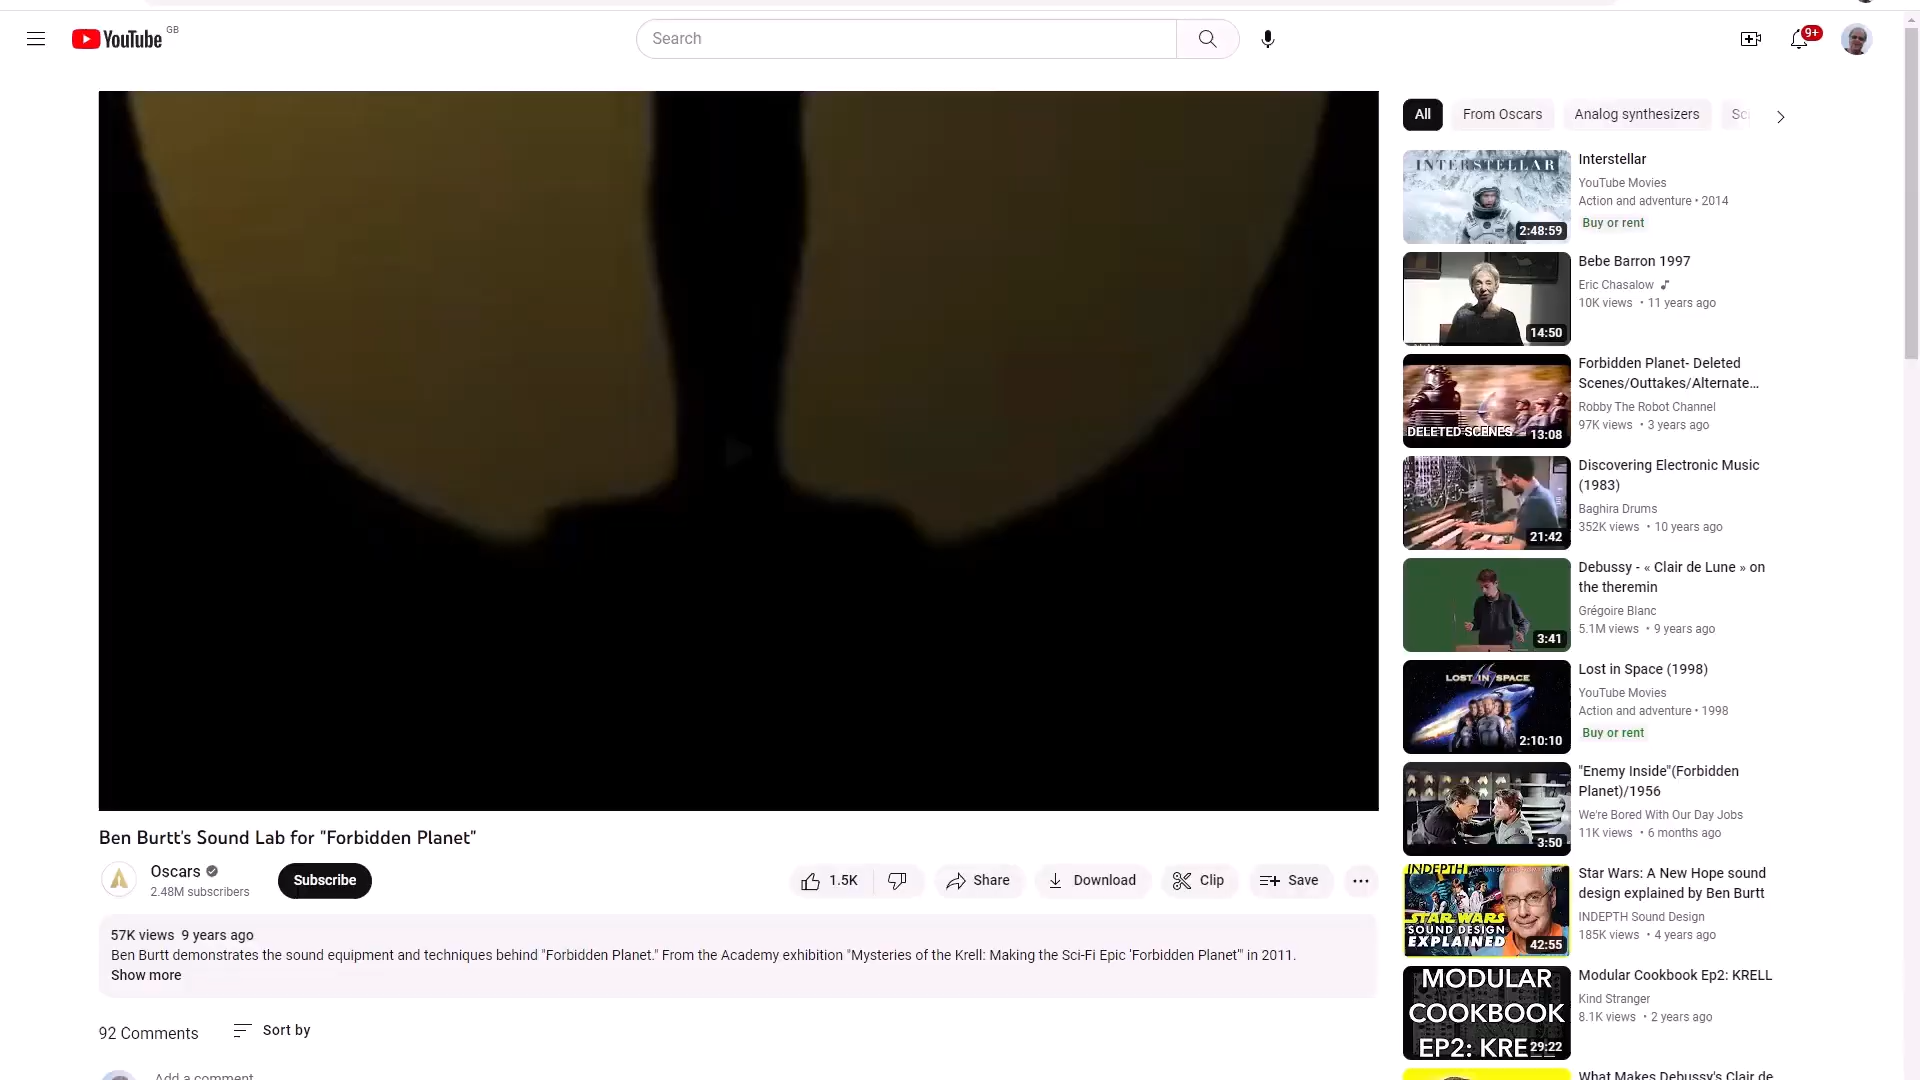 YouTube GB
Search
9+
All
From Oscars
Analog synthesizers
INTERSTELLAR
2:48:59
Interstellar
YouTube Movies
Action and adventure • 2014
Buy or rent
14:50
Bebe Barron 1997
Eric Chasalow
10K views • 11 years ago
DELETED SCENES
13:08
Forbidden Planet- Deleted
Scenes/Outtakes/Alternate...
Robby The Robot Channel
97K views • 3 years ago
21:42
Discovering Electronic Music
(1983)
Baghira Drums
352K views • 10 years ago
3:41
Debussy - « Clair de Lune » on
the theremin
Grégoire Blanc
5.1M views • 9 years ago
LOST IN SPACE
2:10:10
Lost in Space (1998)
YouTube Movies
Action and adventure • 1998
Buy or rent
3:50
"Enemy Inside"(Forbidden
Planet)/1956
We're Bored With Our Day Jobs
11K views • 6 months ago
INDEPTH
STAR WARS
SOUND DESIGN
EXPLAINED
42:55
Star Wars: A New Hope sound
design explained by Ben Burtt
INDEPTH Sound Design
185K views • 4 years ago
MODULAR
COOKBOOK
EP2: KRELL
29:22
Modular Cookbook Ep2: KRELL
Kind Stranger
8.1K views • 2 years ago
What Makes Debussy's Clair de
Ben Burtt's Sound Lab for "Forbidden Planet"
Oscars
2.48M subscribers
Subscribe
1.5K
Share
Download
Clip
Save
57K views 9 years ago
Ben Burtt demonstrates the sound equipment and techniques behind "Forbidden Planet." From the Academy exhibition "Mysteries of the Krell: Making the Sci-Fi Epic 'Forbidden Planet'" in 2011.
Show more
92 Comments
Sort by
Add a comment